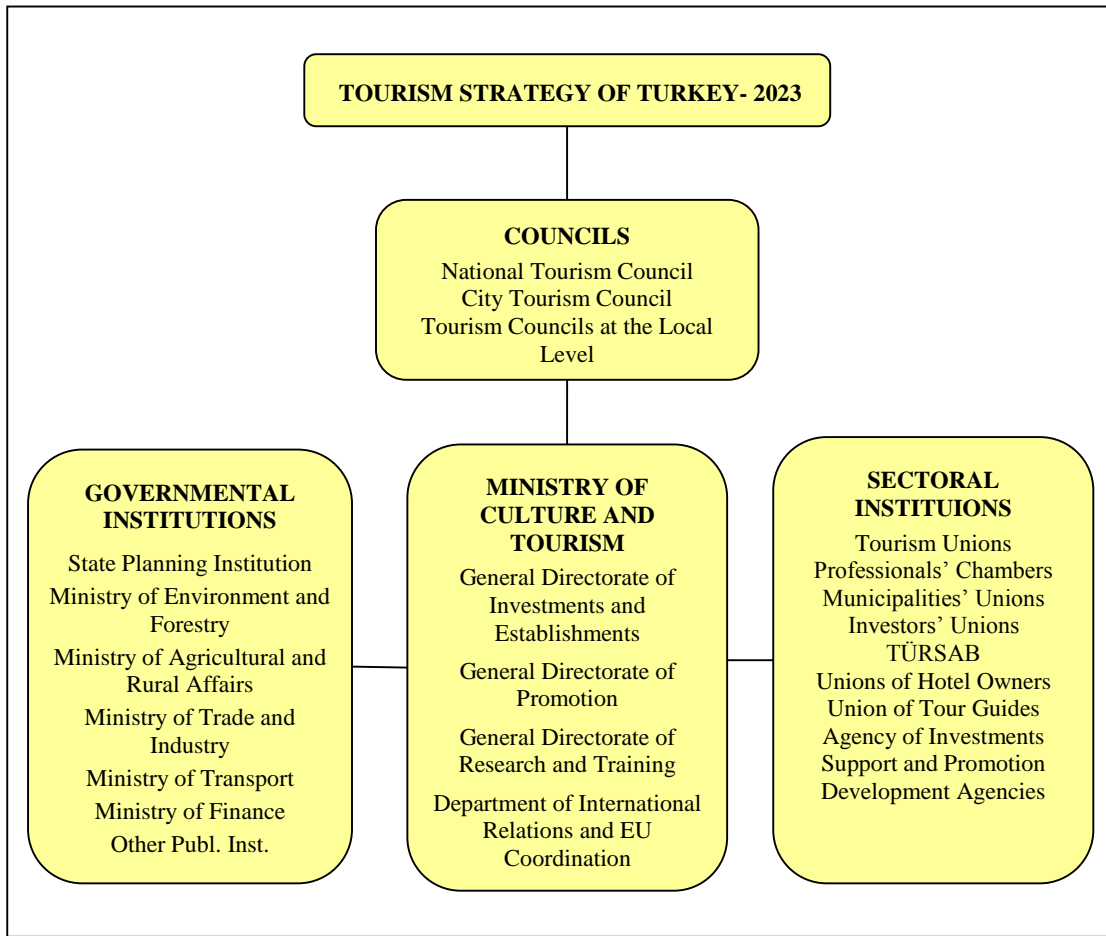 TOURISM STRATEGY OF TURKEY- 2023
COUNCILS
National Tourism Council
City Tourism Council
Tourism Councils at the Local
Level
GOVERNMENTAL
INSTITUTIONS
State Planning Institution
Ministry of Environment and
Forestry
Ministry of Agricultural and
Rural Affairs
Ministry of Trade and
Industry
Ministry of Transport
Ministry of Finance
Other Publ. Inst.
MINISTRY OF
CULTURE AND
TOURISM
General Directorate of
Investments and
Establishments
General Directorate of
Promotion
General Directorate of
Research and Training
Department of International
Relations and EU
Coordination
SECTORAL
INSTITUIONS
Tourism Unions
Professionals’ Chambers
Municipalities’ Unions
Investors’ Unions
TÜRSAB
Unions of Hotel Owners
Union of Tour Guides
Agency of Investments
Support and Promotion
Development Agencies